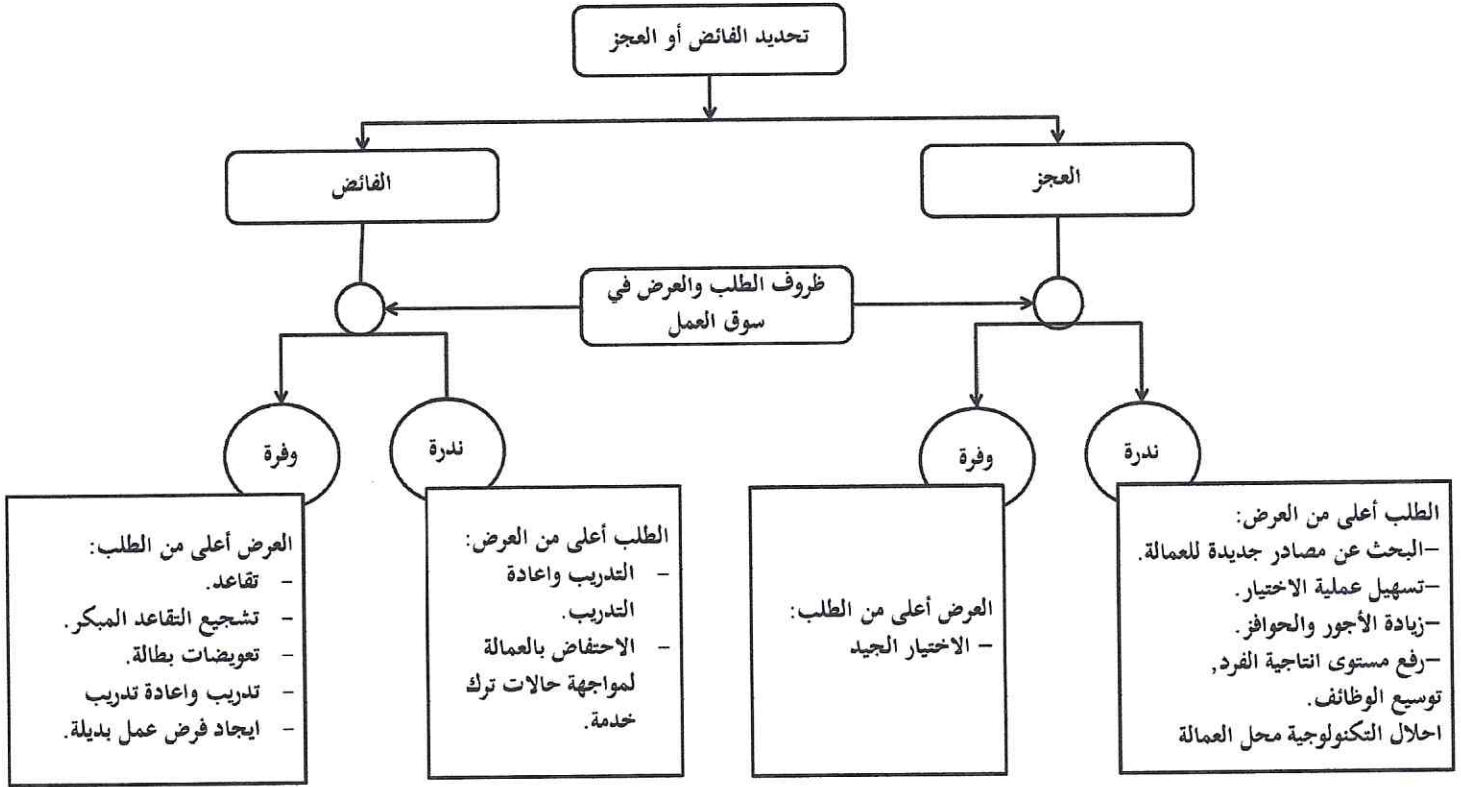 تحديد الفائض أو العجز
العجز
الفائض
ظروف الطلب والعرض في
سوق العمل
ندرة
وفرة
ندرة
وفرة
الطلب أعلى من العرض:
–البحث عن مصادر جديدة للعمالة.
–تسهيل عملية الاختيار.
–زيادة الأجور والحوافز.
–رفع مستوى انتاجية الفرد,
توسيع الوظائف.
احلال التكنولوجية محل العمالة
العرض أعلى من الطلب:
– الاختيار الجيد
الطلب أعلى من العرض:
– التدريب واعادة
التدريب.
– الاحتفاض بالعمالة
لمواجهة حالات ترك
خدمة.
العرض أعلى من الطلب:
– تقاعد.
– تشجيع التقاعد المبكر.
– تعويضات بطالة.
– تدريب واعادة تدريب
– ايجاد فرض عمل بديلة.